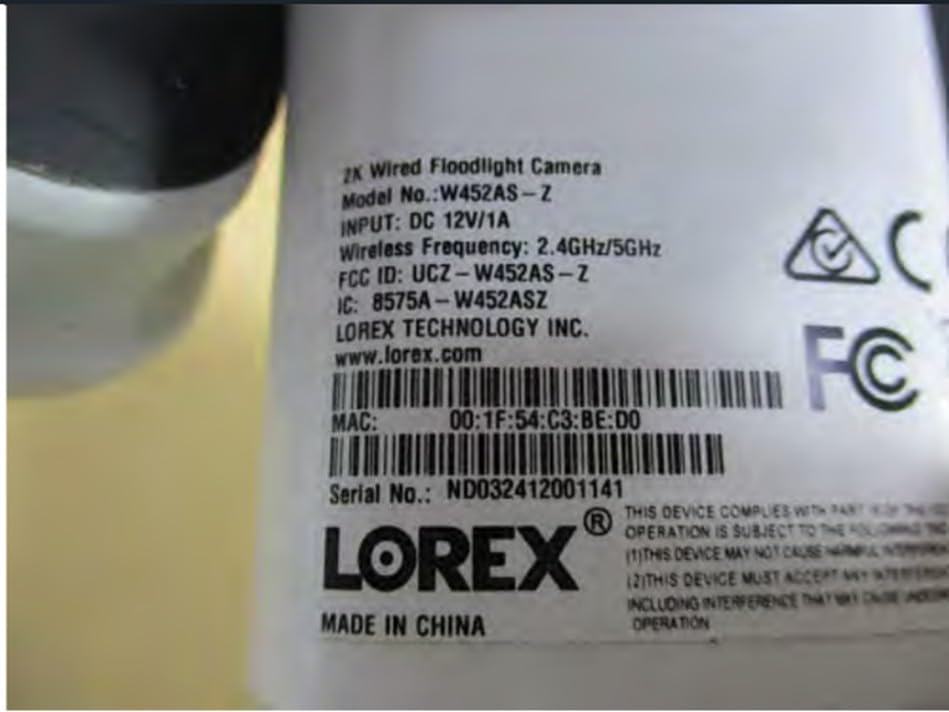 2K Wired Floodlight Camera
Model No.:W452AS-Z
INPUT: DC 12V/1A
Wireless Frequency: 2.4GHz/5GHz
FCC ID: UCZ-W452AS-Z
IC: 8575A-W452ASZ
LOREX TECHNOLOGY INC.
www.lorex.com
MAC: 00:1F:54:C3:BE:D0
Serial No.: ND032412001141
LOREX®
MADE IN CHINA
FC
THIS DEVICE COMPLIES WITH PART
OPERATION IS SUBJECT TO THE FOLLOWING
(1)THIS DEVICE MAY NOT CAUSE HARMFUL
(2)THIS DEVICE MUST ACCEPT ANY
INCLUDING INTERFERENCE THAT MAY CAUSE
OPERATION